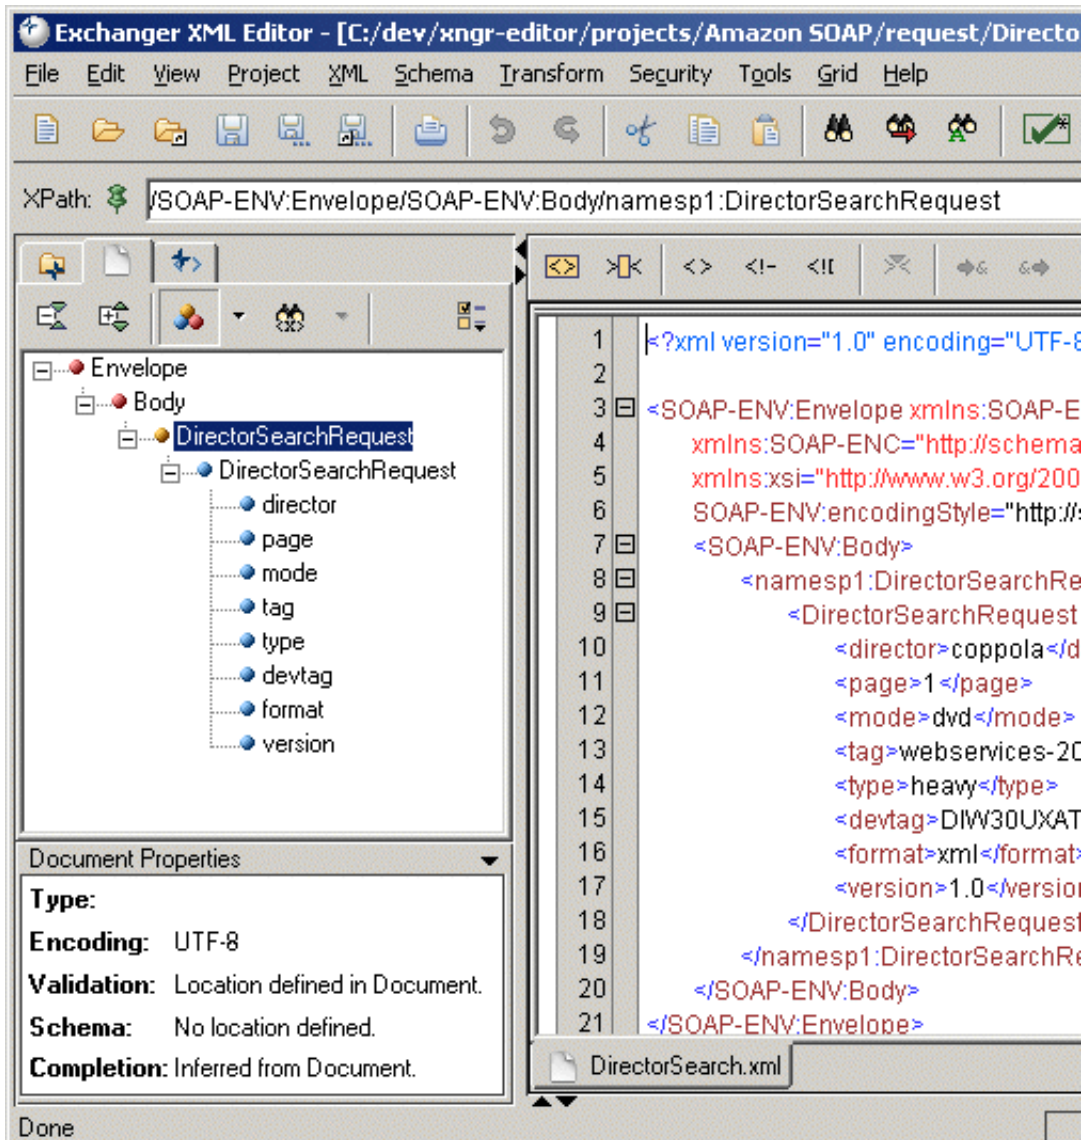 Exchanger XML Editor - [C:/dev/xngr-editor/projects/Amazon SOAP/request/Directo
File Edit View Project XML Schema Transform Security Tools Grid Help
XPath: /SOAP-ENV:Envelope/SOAP-ENV:Body/namesp1:DirectorSearchRequest
Envelope
Body
DirectorSearchRequest
DirectorSearchRequest
director
page
mode
tag
type
devtag
format
version
Document Properties
Type:
Encoding: UTF-8
Validation: Location defined in Document.
Schema: No location defined.
Completion: Inferred from Document.
<> >[]< <> <!- <![ 
1 <?xml version="1.0" encoding="UTF-8
2
3 <SOAP-ENV:Envelope xmlns:SOAP-E
4 xmlns:SOAP-ENC="http://schema
5 xmlns:xsi="http://www.w3.org/200
6 SOAP-ENV:encodingStyle="http://s
7 <SOAP-ENV:Body>
8 <namesp1:DirectorSearchRe
9 <DirectorSearchRequest
10 <director>coppola</d
11 <page>1</page>
12 <mode>dvd</mode>
13 <tag>webservices-20
14 <type>heavy</type>
15 <devtag>DIW30UXAT
16 <format>xml</format>
17 <version>1.0</version
18 </DirectorSearchRequest
19 </namesp1:DirectorSearchRe
20 </SOAP-ENV:Body>
21 </SOAP-ENV:Envelope>
DirectorSearch.xml
Done